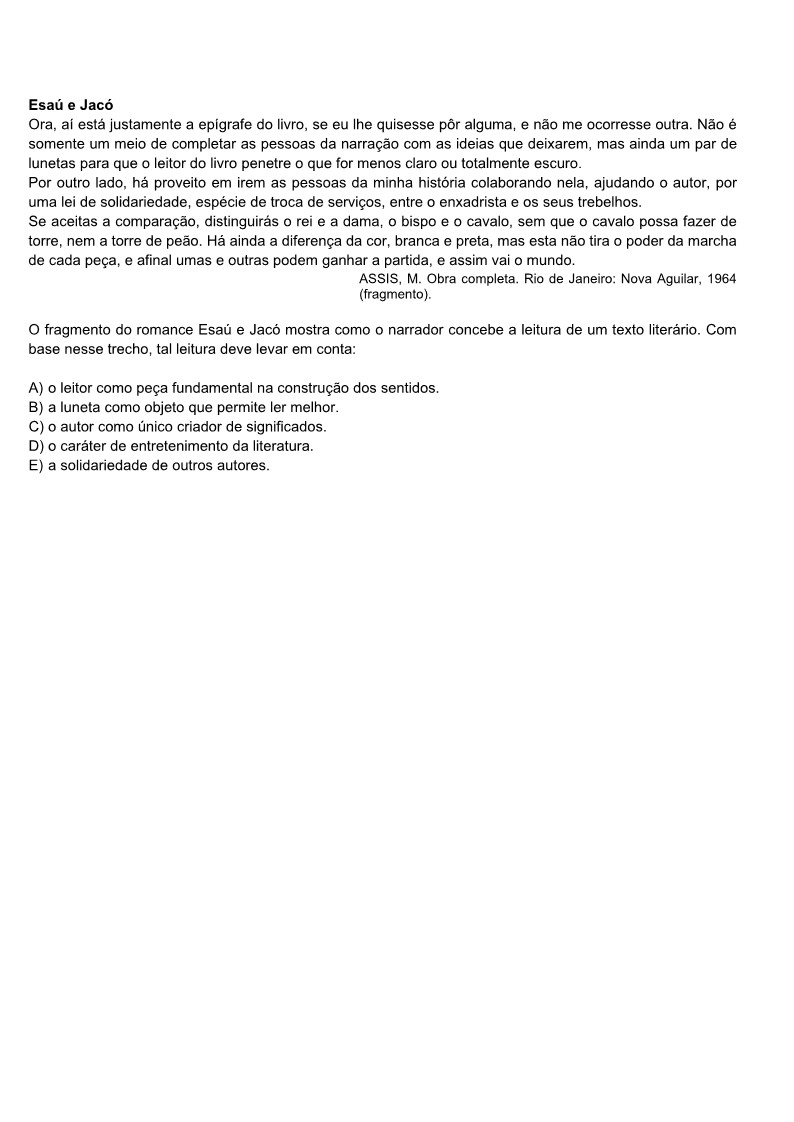 Esaú e Jacó
Ora, aí está justamente a epígrafe do livro, se eu lhe quisesse pôr alguma, e não me ocorresse outra. Não é
somente um meio de completar as pessoas da narração com as ideias que deixarem, mas ainda um par de
lunetas para que o leitor do livro penetre o que for menos claro ou totalmente escuro.
Por outro lado, há proveito em irem as pessoas da minha história colaborando nela, ajudando o autor, por
uma lei de solidariedade, espécie de troca de serviços, entre o enxadrista e os seus trebelhos.
Se aceitas a comparação, distinguirás o rei e a dama, o bispo e o cavalo, sem que o cavalo possa fazer de
torre, nem a torre de peão. Há ainda a diferença da cor, branca e preta, mas esta não tira o poder da marcha
de cada peça, e afinal umas e outras podem ganhar a partida, e assim vai o mundo.
ASSIS, M. Obra completa. Rio de Janeiro: Nova Aguilar, 1964
(fragmento).
O fragmento do romance Esaú e Jacó mostra como o narrador concebe a leitura de um texto literário. Com
base nesse trecho, tal leitura deve levar em conta:
A) o leitor como peça fundamental na construção dos sentidos.
B) a luneta como objeto que permite ler melhor.
C) o autor como único criador de significados.
D) o caráter de entretenimento da literatura.
E) a solidariedade de outros autores.